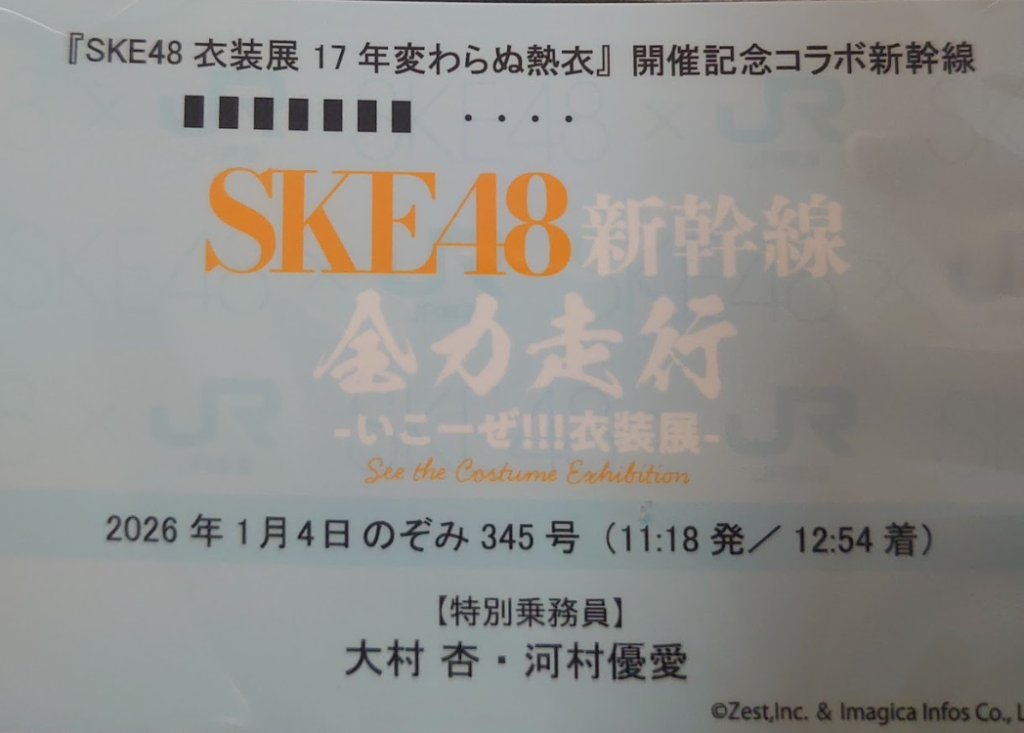 『SKE48 衣装展 17 年変わらぬ熱衣』開催記念コラボ新幹線
▮▮▮▮▮▮▮ ・・・・
SKE48 新幹線
全力走行
-いこーぜ!!!衣装展-
See the Costume Exhibition
2026 年 1 月 4 日 のぞみ 345 号（11:18 発／ 12:54 着）
【特別乗務員】
大村 杏・河村優愛
©Zest,Inc. & Imagica Infos Co., L